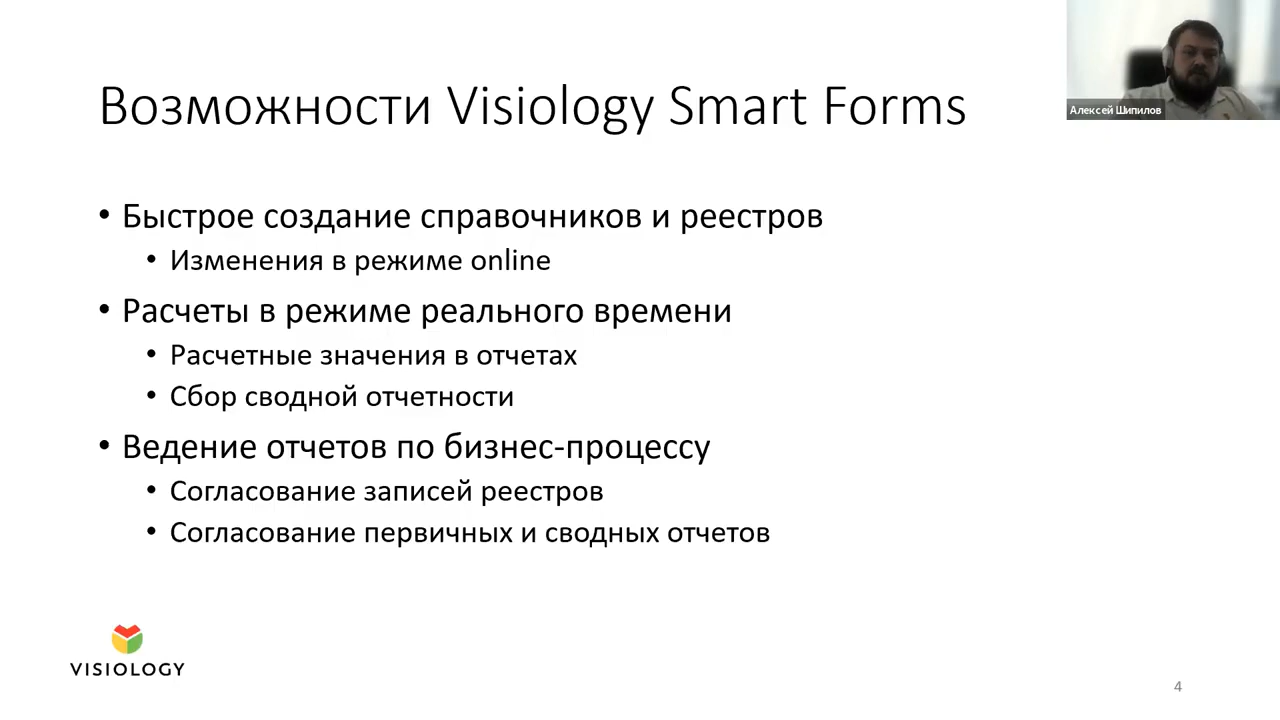 Возможности Visiology Smart Forms
Алексей Шипилов
• Быстрое создание справочников и реестров
• Изменения в режиме online
• Расчеты в режиме реального времени
• Расчетные значения в отчетах
• Сбор сводной отчетности
• Ведение отчетов по бизнес-процессу
• Согласование записей реестров
• Согласование первичных и сводных отчетов
VISIOLOGY
4